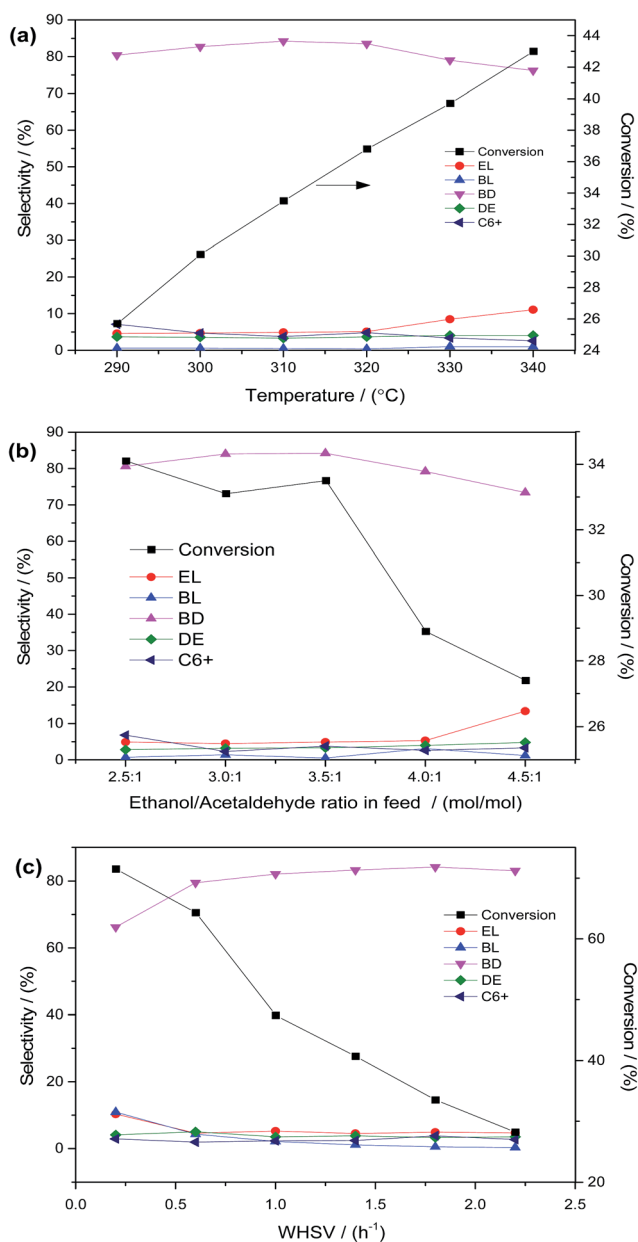 (a)
90
80
70
60
50
40
30
20
10
0
Selectivity / (%)
44
42
40
38
36
34
32
30
28
26
24
Conversion / (%)
Conversion
EL
BL
BD
DE
C6+
290 300 310 320 330 340
Temperature / (°C)
(b)
90
80
70
60
50
40
30
20
10
0
Selectivity / (%)
34
32
30
28
26
Conversion / (%)
Conversion
EL
BL
BD
DE
C6+
2.5:1 3.0:1 3.5:1 4.0:1 4.5:1
Ethanol/Acetaldehyde ratio in feed / (mol/mol)
(c)
80
60
40
20
0
Selectivity / (%)
60
40
20
Conversion / (%)
Conversion
EL
BL
BD
DE
C6+
0.0 0.5 1.0 1.5 2.0 2.5
WHSV / (h-1)